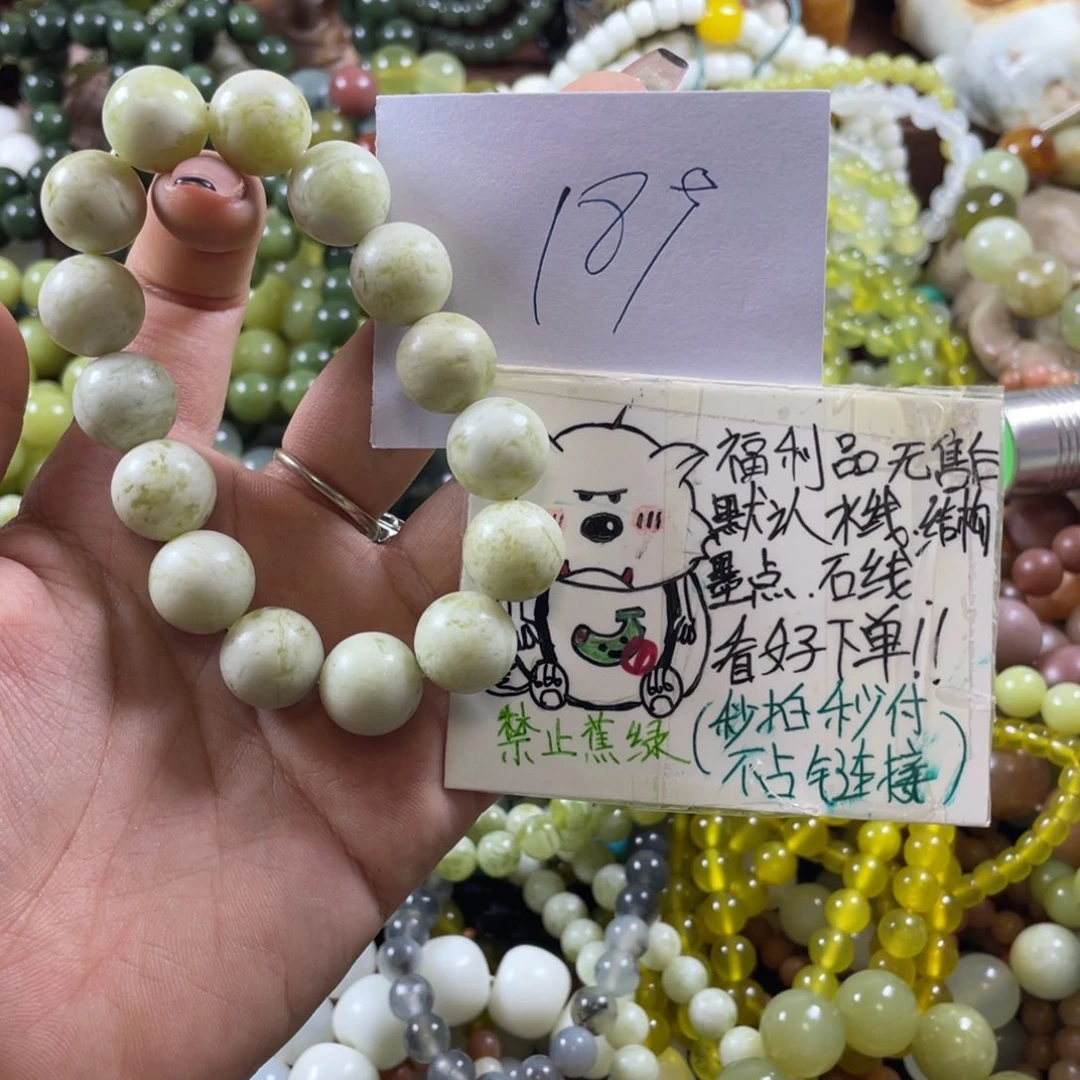 189
福利品无售后
默认水线.结构
墨点.石线
看好下单!!
(秒拍秒付
不占链接)
禁止蕉绿